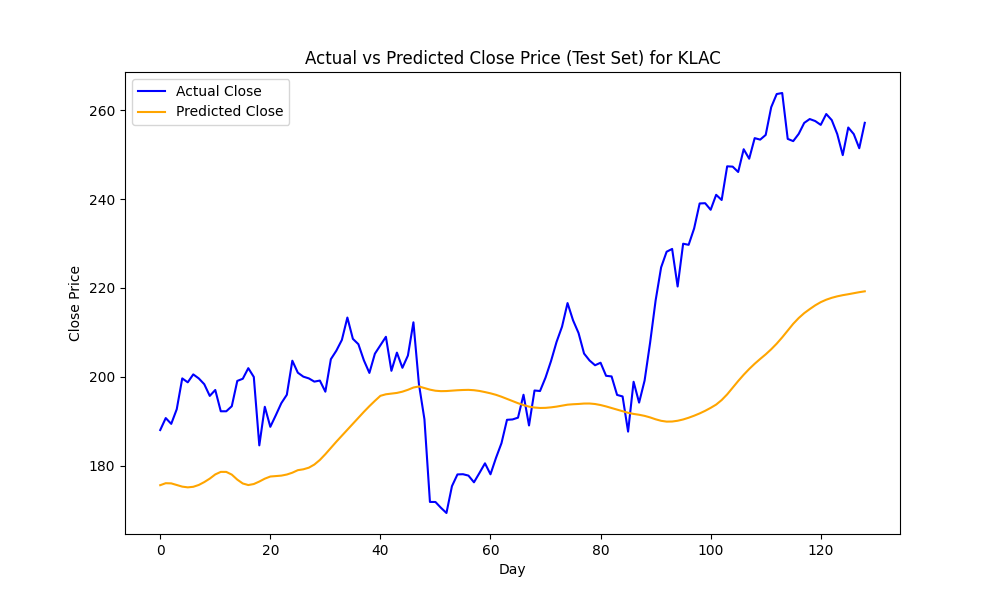 Actual vs Predicted Close Price (Test Set) for KLAC
Actual Close
Predicted Close
Close Price
260
240
220
200
180
0 20 40 60 80 100 120
Day